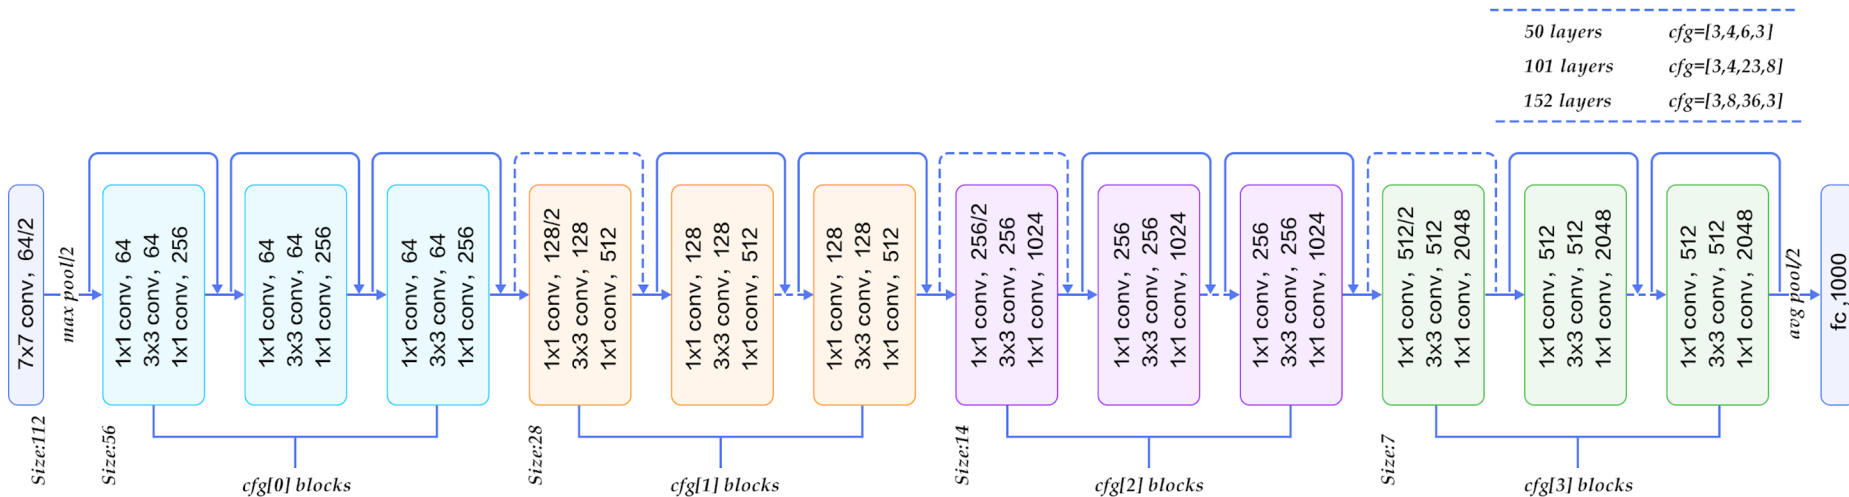 50 layers cfg=[3,4,6,3]
101 layers cfg=[3,4,23,8]
152 layers cfg=[3,8,36,3]
7x7 conv, 64/2
max pool/2
1x1 conv, 64
3x3 conv, 64
1x1 conv, 256
1x1 conv, 64
3x3 conv, 64
1x1 conv, 256
1x1 conv, 64
3x3 conv, 64
1x1 conv, 256
1x1 conv, 128/2
3x3 conv, 128
1x1 conv, 512
1x1 conv, 128
3x3 conv, 128
1x1 conv, 512
1x1 conv, 128
3x3 conv, 128
1x1 conv, 512
1x1 conv, 256/2
3x3 conv, 256
1x1 conv, 1024
1x1 conv, 256
3x3 conv, 256
1x1 conv, 1024
1x1 conv, 256
3x3 conv, 256
1x1 conv, 1024
1x1 conv, 512/2
3x3 conv, 512
1x1 conv, 2048
1x1 conv, 512
3x3 conv, 512
1x1 conv, 2048
1x1 conv, 512
3x3 conv, 512
1x1 conv, 2048
avg pool/2
fc ,1000
Size:112
Size:56
Size:28
Size:14
Size:7
cfg[0] blocks
cfg[1] blocks
cfg[2] blocks
cfg[3] blocks